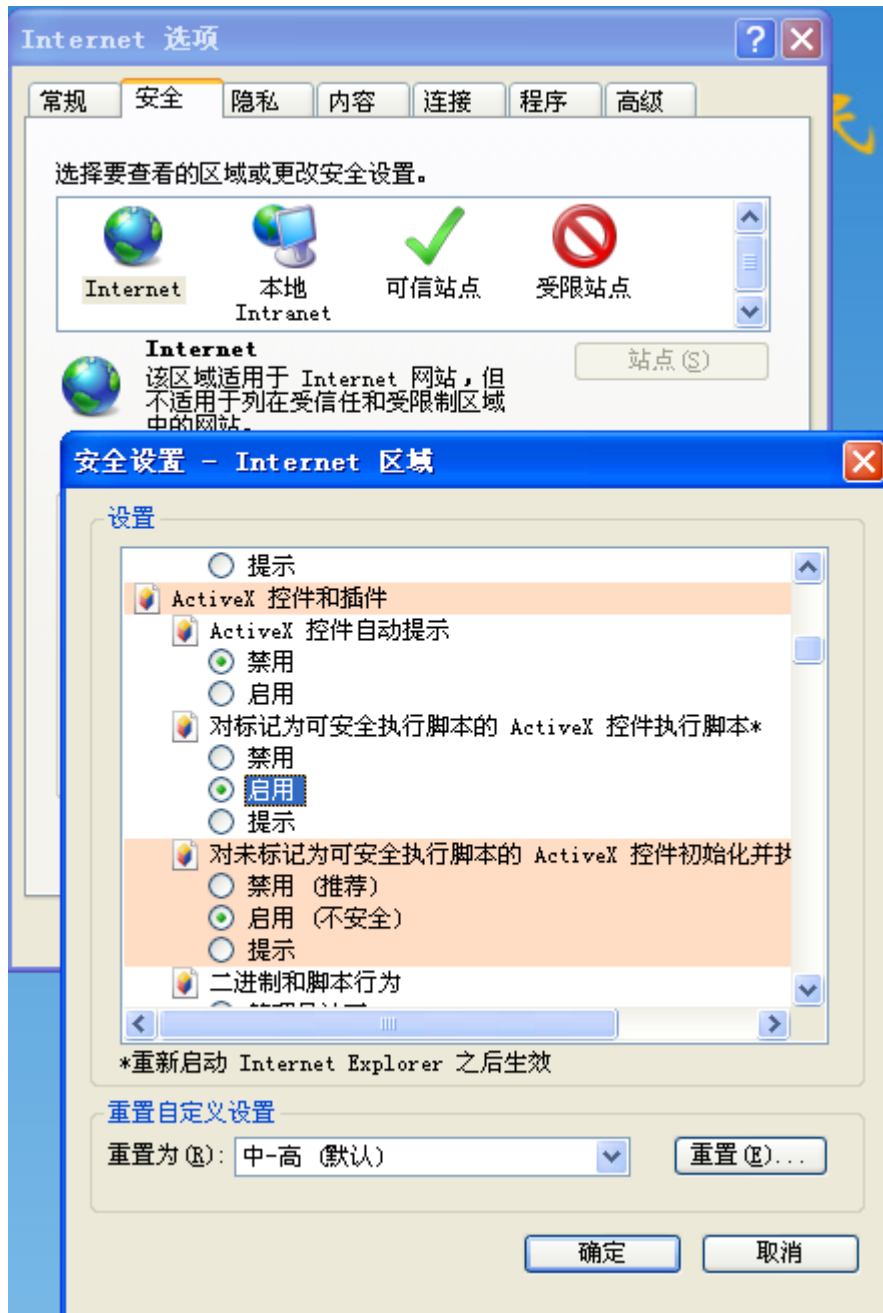 Internet 选项
常规 安全 隐私 内容 连接 程序 高级
选择要查看的区域或更改安全设置。
Internet 本地 可信站点 受限站点
Intranet
Internet
站点(S)
该区域适用于 Internet 网站，但
不适用于列在受信任和受限制区域
中的网站。
安全设置 - Internet 区域
设置
提示
ActiveX 控件和插件
ActiveX 控件自动提示
禁用
启用
对标记为可安全执行脚本的 ActiveX 控件执行脚本*
禁用
启用
提示
对未标记为可安全执行脚本的 ActiveX 控件初始化并执
禁用 (推荐)
启用 (不安全)
提示
二进制和脚本行为
*重新启动 Internet Explorer 之后生效
重置自定义设置
重置为(R): 中-高 (默认) 重置(E)...
确定 取消